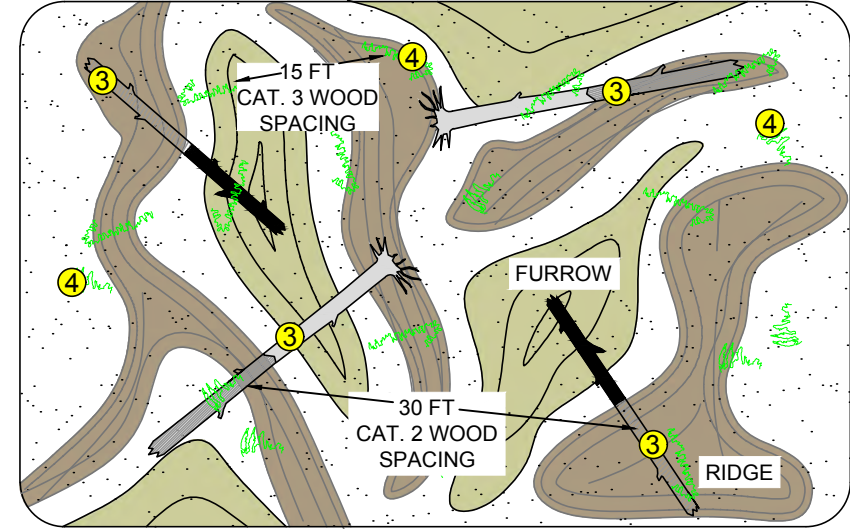 15 FT
CAT. 3 WOOD
SPACING
4
3
3
4
FURROW
4
3
30 FT
CAT. 2 WOOD
SPACING
3
RIDGE